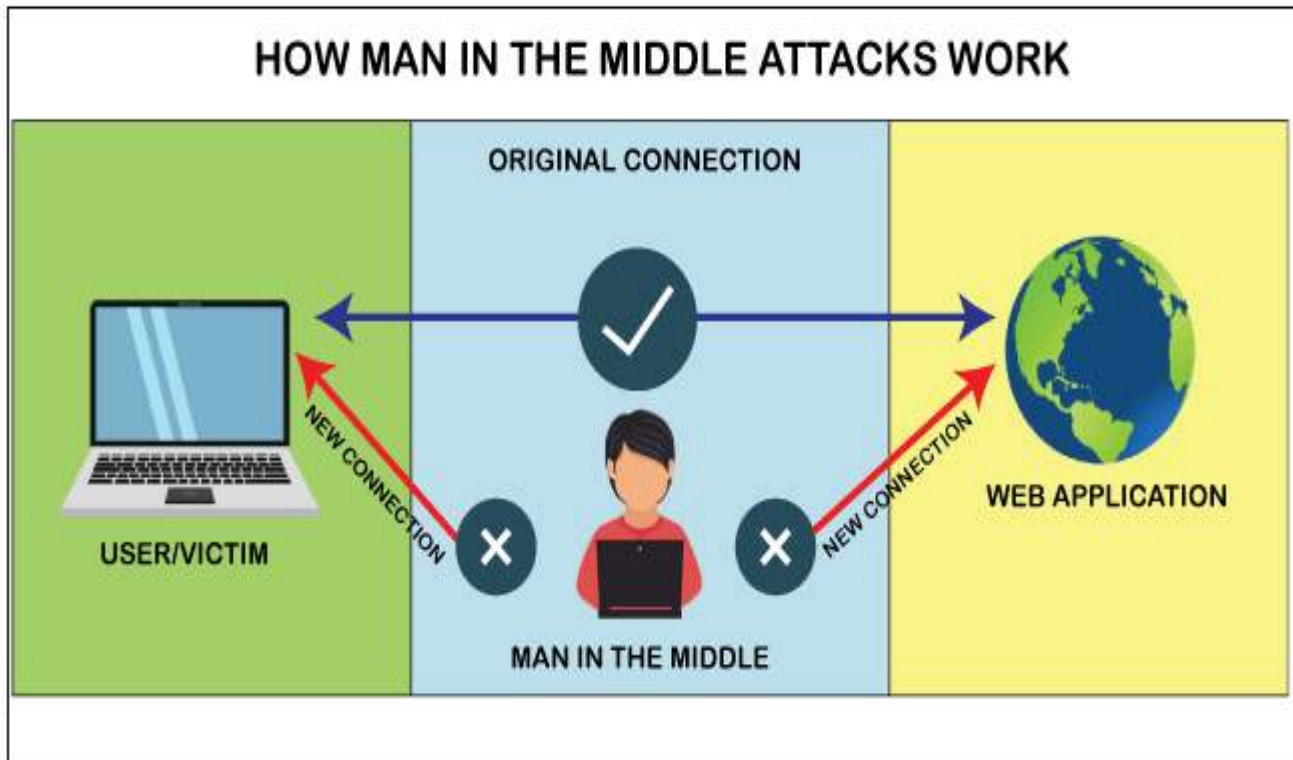 HOW MAN IN THE MIDDLE ATTACKS WORK
ORIGINAL CONNECTION
NEW CONNECTION
NEW CONNECTION
USER/VICTIM
WEB APPLICATION
MAN IN THE MIDDLE